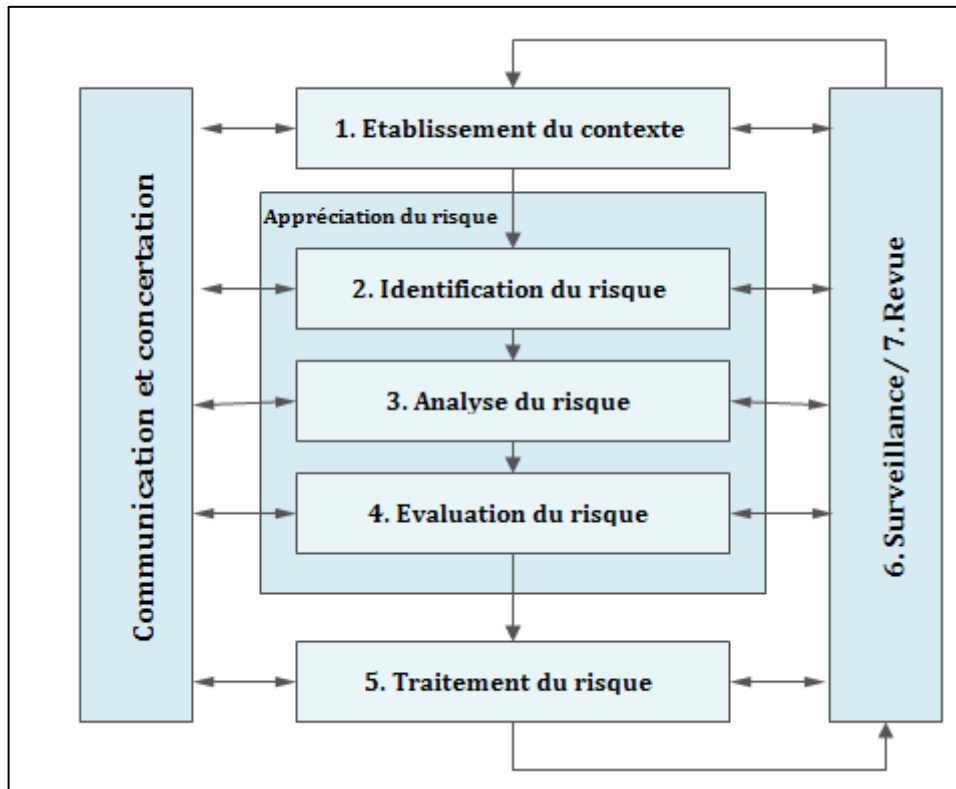 1. Etablissement du contexte
Communication et concertation
Appréciation du risque
2. Identification du risque
3. Analyse du risque
4. Evaluation du risque
5. Traitement du risque
6. Surveillance/ 7. Revue